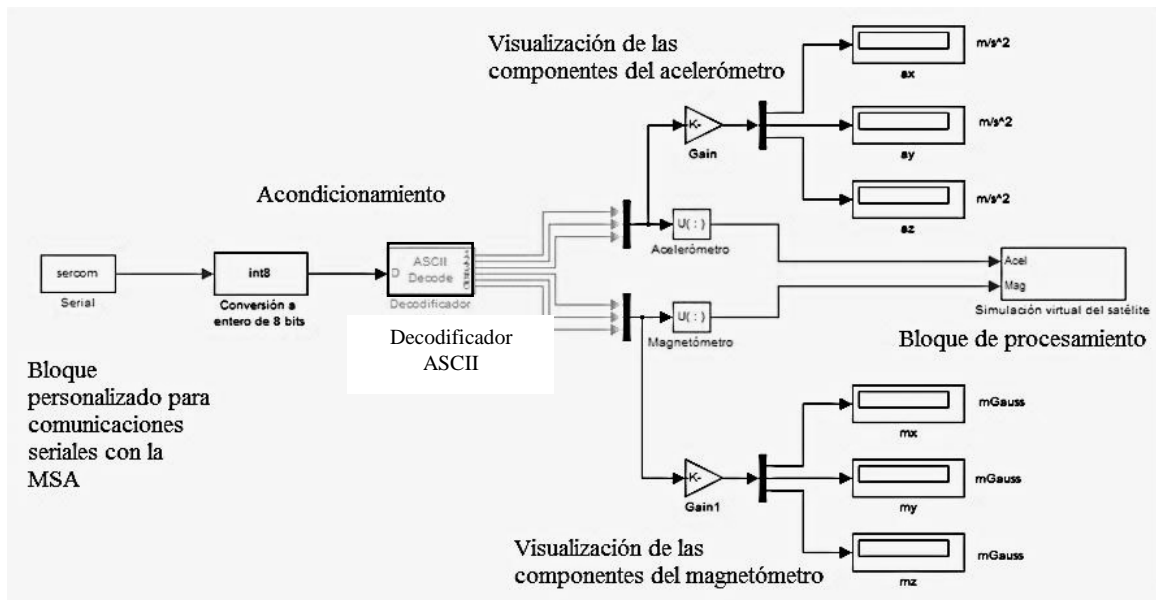 Visualización de las
componentes del acelerómetro
m/s^2
ax
K-
Gain
m/s^2
ay
m/s^2
az
Acondicionamiento
sercom
Serial
int8
Conversión a
entero de 8 bits
D
ASCII
Decode
Decodificador
Decodificador
ASCII
U( : )
Acelerómetro
U( : )
Magnetómetro
Acel
Mag
Simulación virtual del satélite
Bloque de procesamiento
Bloque
personalizado para
comunicaciones
seriales con la
MSA
mGauss
mx
K-
Gain1
mGauss
my
mGauss
mz
Visualización de las
componentes del magnetómetro